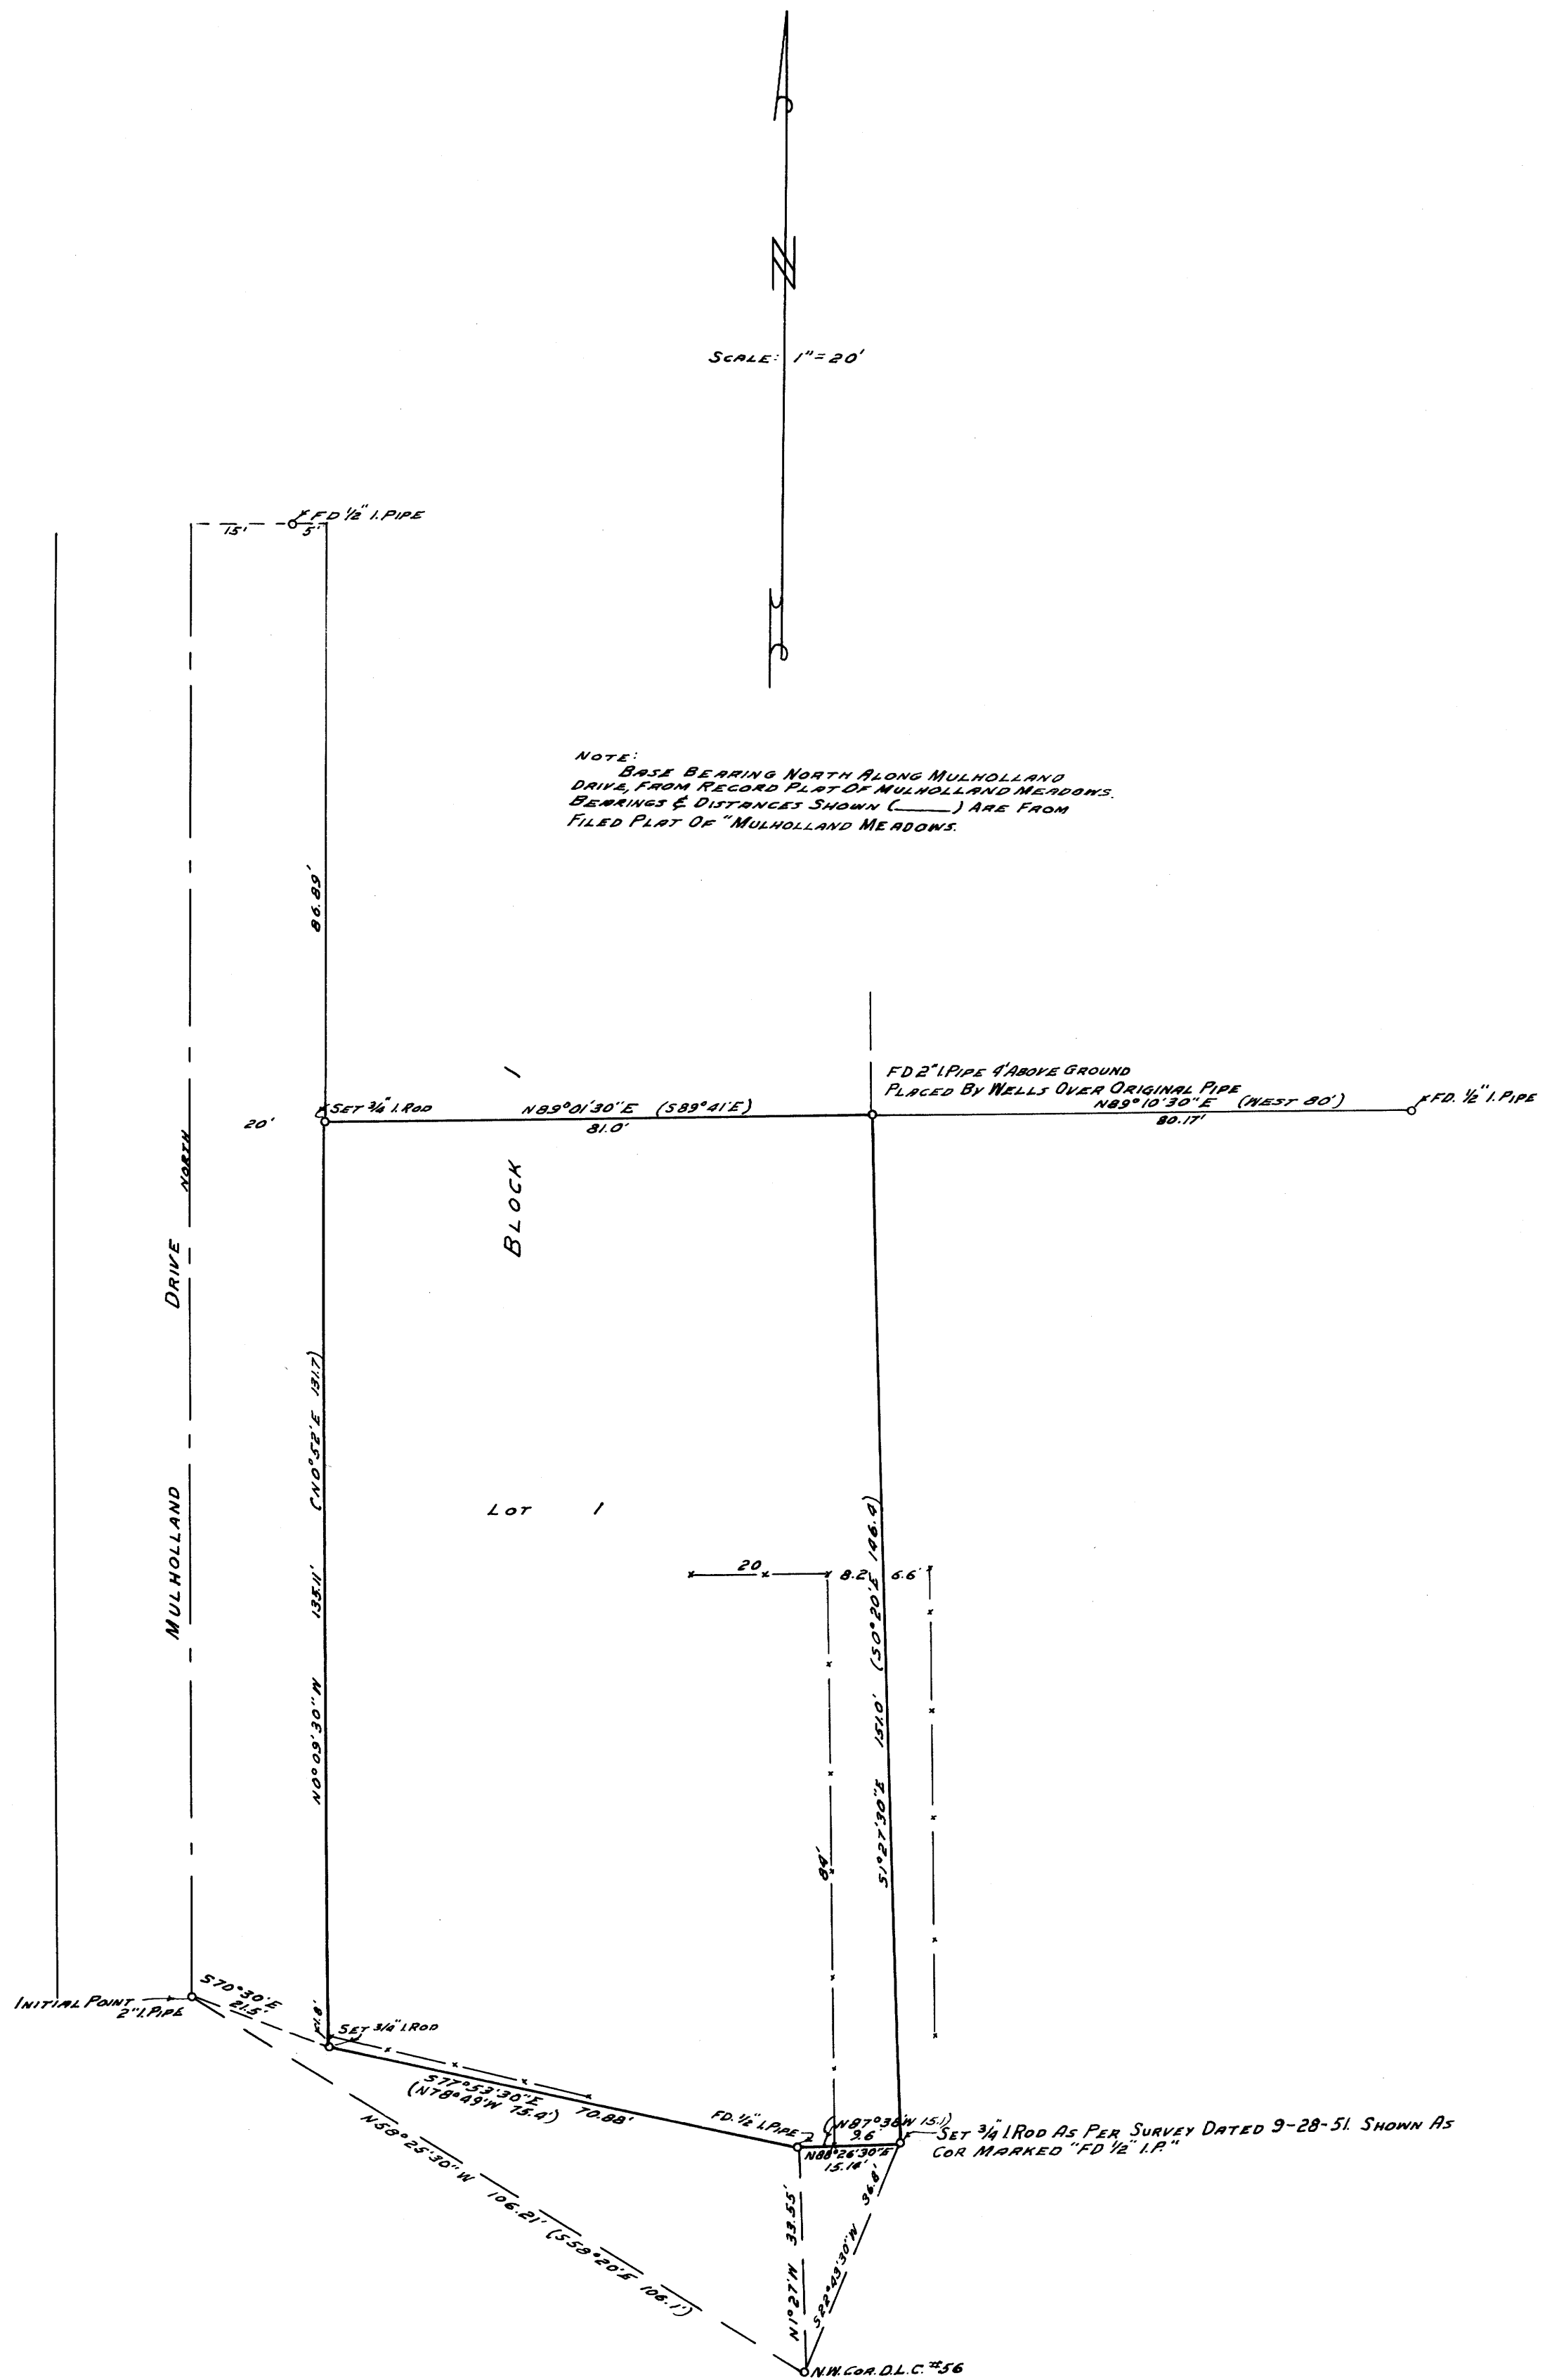 N
SCALE: 1" = 20'
FD 1/2" I. PIPE
15'
5'
NOTE:
BASE BEARING NORTH ALONG MULHOLLAND
DRIVE, FROM RECORD PLAT OF MULHOLLAND MEADOWS.
BEARINGS & DISTANCES SHOWN (______) ARE FROM
FILED PLAT OF "MULHOLLAND MEADOWS.
86.89'
FD 2" I. PIPE 4' ABOVE GROUND
PLACED BY WELLS OVER ORIGINAL PIPE
SET 3/4" I. ROD
N89°01'30"E (S89°41'E)
81.0'
N89°10'30"E (WEST 80')
80.17'
FD. 1/2" I. PIPE
20'
NORTH
MULHOLLAND DRIVE
BLOCK 1
N0°09'30"W 135.11' (N0°52'E 131.7)
LOT 1
20
8.2
6.6'
S1°27'30"E 151.0' (S0°20'E 146.4)
84'
INITIAL POINT
2" I. PIPE
S70°30'E
21.5'
1.8'
SET 3/4" I. ROD
S77°53'30"E
(N78°49'W 75.4') 70.88'
FD. 1/2" I. PIPE
(N87°38'W 15.1)
9.6
N88°26'30"E
15.14'
SET 3/4" I. ROD AS PER SURVEY DATED 9-28-51. SHOWN AS
COR MARKED "FD 1/2" I.P."
N58°25'30"W 106.21' (S58°20'E 106.1')
N1°27'W 33.55'
S22°43'30"W 36.8'
N.W. COR. D.L.C. #56